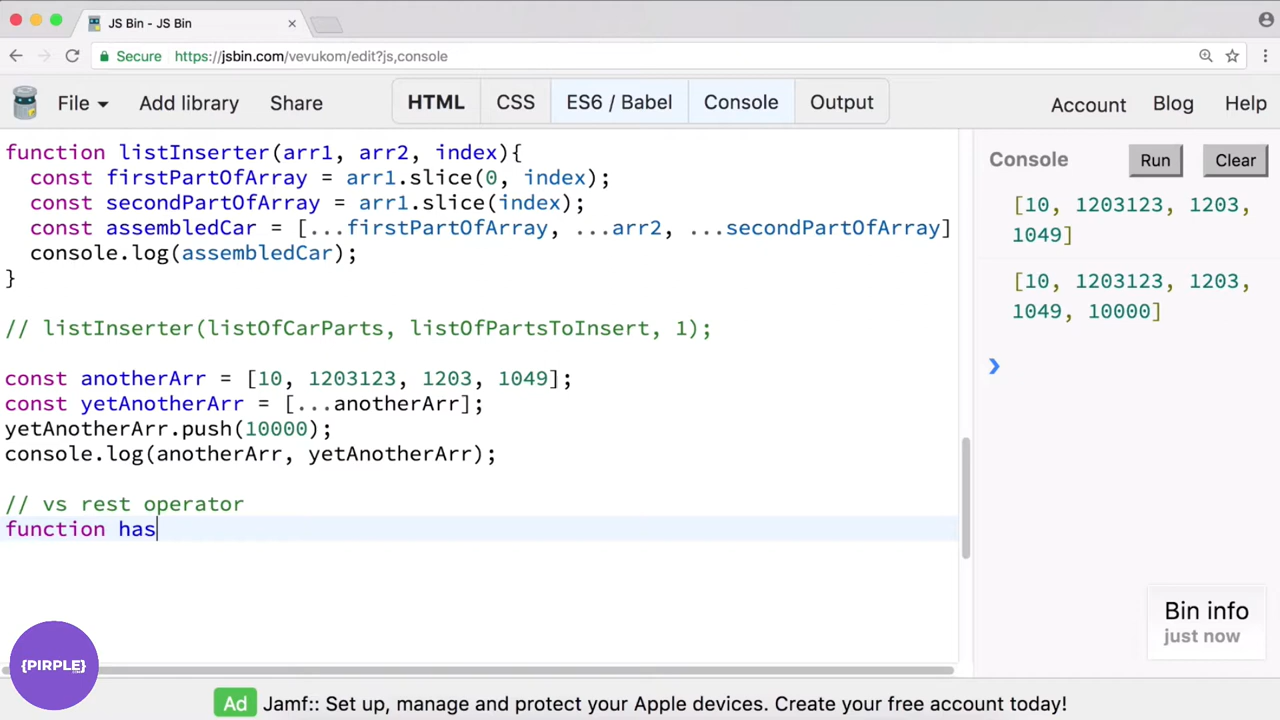 JS Bin - JS Bin
Secure https://jsbin.com/vevukom/edit?js,console
File Add library Share HTML CSS ES6 / Babel Console Output Account Blog Help
function listInserter(arr1, arr2, index){
  const firstPartOfArray = arr1.slice(0, index);
  const secondPartOfArray = arr1.slice(index);
  const assembledCar = [...firstPartOfArray, ...arr2, ...secondPartOfArray]
  console.log(assembledCar);
}
// listInserter(listOfCarParts, listOfPartsToInsert, 1);
const anotherArr = [10, 1203123, 1203, 1049];
const yetAnotherArr = [...anotherArr];
yetAnotherArr.push(10000);
console.log(anotherArr, yetAnotherArr);
// vs rest operator
function has
Console Run Clear
[10, 1203123, 1203,
1049]
[10, 1203123, 1203,
1049, 10000]
Bin info
just now
{PIRPLE}
Ad Jamf:: Set up, manage and protect your Apple devices. Create your free account today!